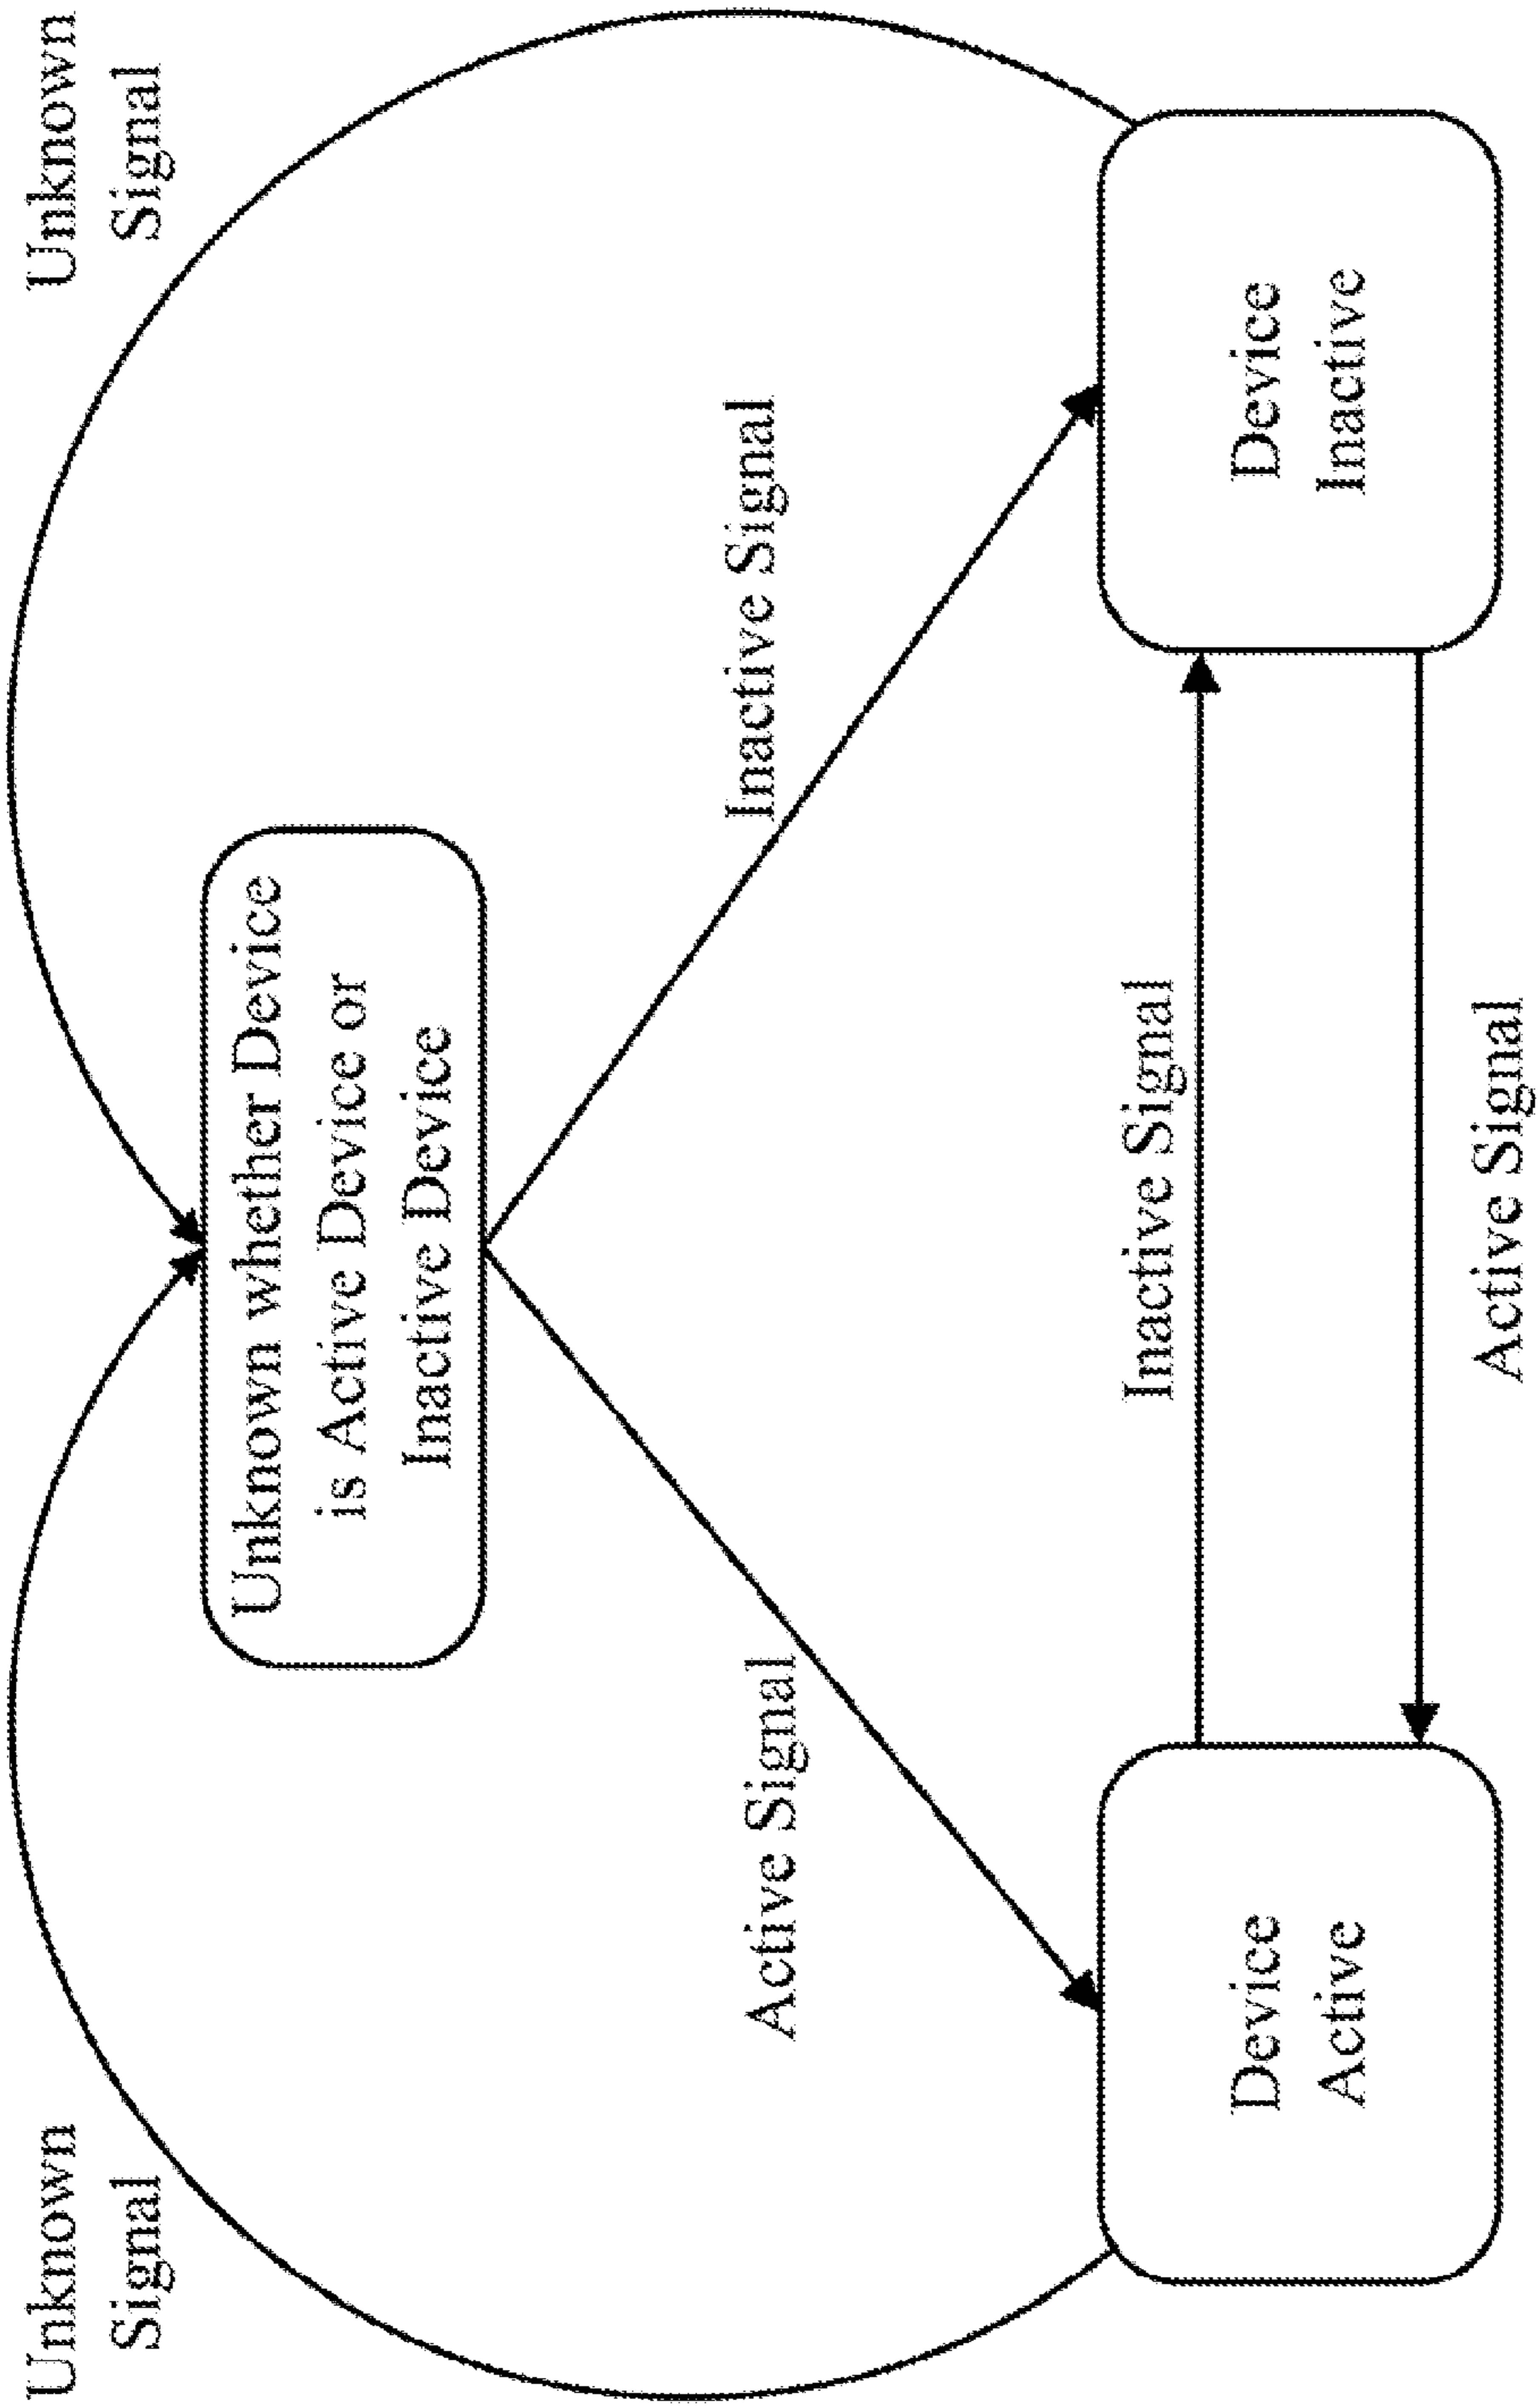 Unknown
Signal
Unknown
Signal
Unknown whether Device
is Active Device or
Inactive Device
Active Signal
Inactive Signal
Inactive Signal
Device
Active
Device
Inactive
Active Signal